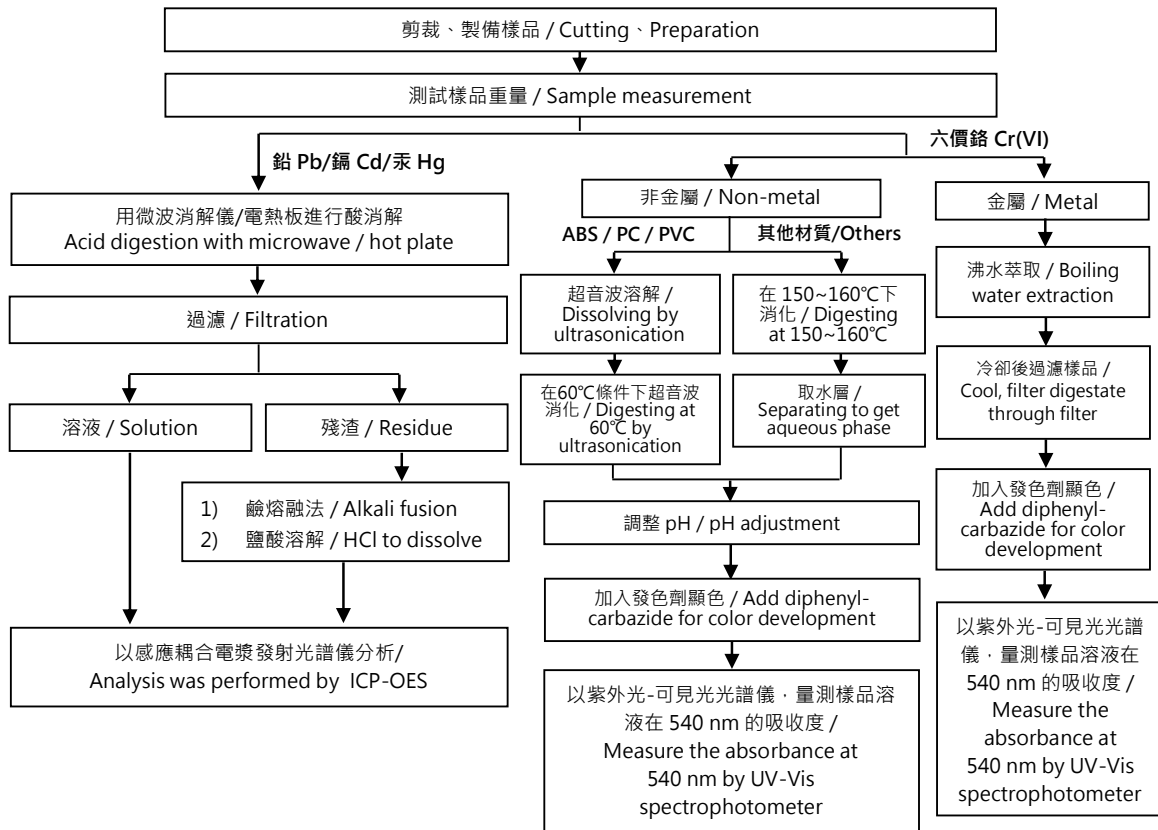 剪裁、製備樣品 / Cutting、Preparation
測試樣品重量 / Sample measurement
鉛 Pb/鎘 Cd/汞 Hg
六價鉻 Cr(VI)
用微波消解儀/電熱板進行酸消解
Acid digestion with microwave / hot plate
過濾 / Filtration
溶液 / Solution
殘渣 / Residue
1) 鹼熔融法 / Alkali fusion
2) 鹽酸溶解 / HCl to dissolve
以感應耦合電漿發射光譜儀分析/
Analysis was performed by ICP-OES
非金屬 / Non-metal
ABS / PC / PVC
其他材質/Others
超音波溶解 /
Dissolving by
ultrasonication
在60℃條件下超音波
消化 / Digesting at
60℃ by
ultrasonication
在 150~160℃下
消化 / Digesting
at 150~160℃
取水層 /
Separating to get
aqueous phase
調整 pH / pH adjustment
加入發色劑顯色 / Add diphenyl-
carbazide for color development
以紫外光-可見光光譜儀，量測樣品溶
液在 540 nm 的吸收度 /
Measure the absorbance at
540 nm by UV-Vis
spectrophotometer
金屬 / Metal
沸水萃取 / Boiling
water extraction
冷卻後過濾樣品 /
Cool, filter digestate
through filter
加入發色劑顯色 /
Add diphenyl-
carbazide for color
development
以紫外光-可見光光譜
儀，量測樣品溶液在
540 nm 的吸收度 /
Measure the
absorbance at
540 nm by UV-Vis
spectrophotometer